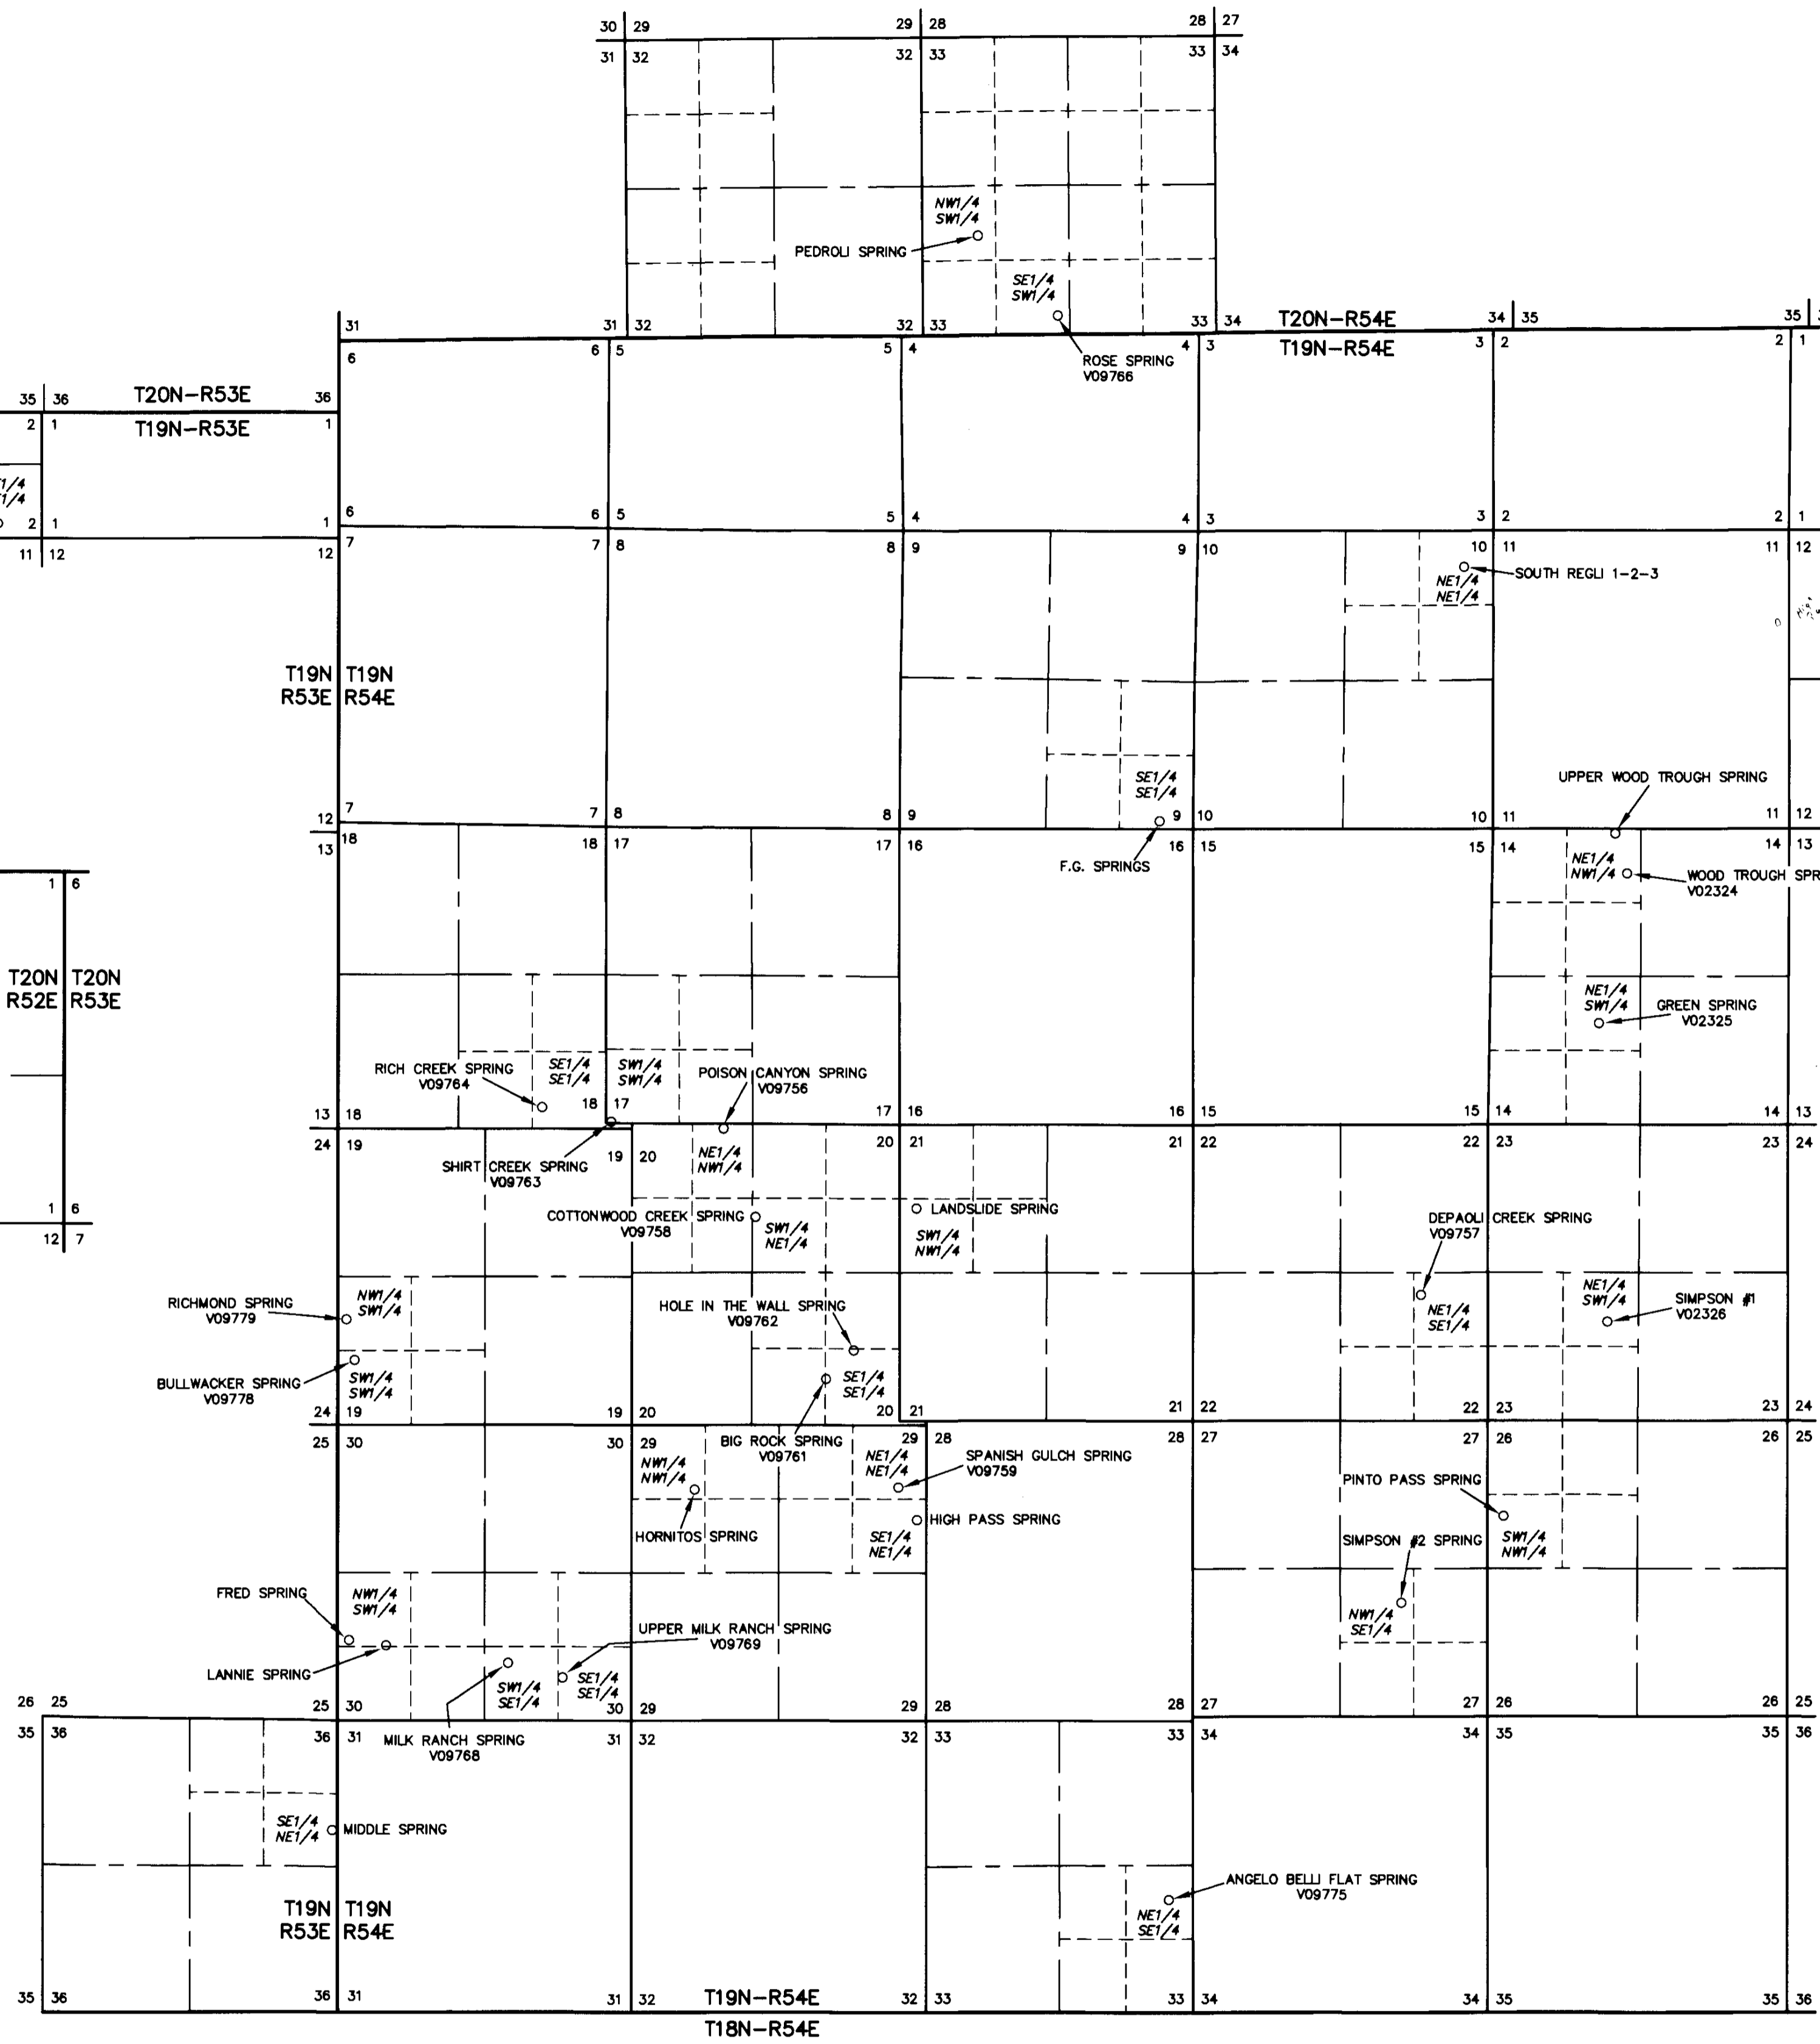 30 29 29 28 28 27
31 32 32 33 33 34
NW1/4
SW1/4
PEDROLI SPRING
SE1/4
SW1/4
31 31 32 32 33 33 34 T20N-R54E 34 35 35
6 6 5 5 4 4 3 T19N-R54E 3 2 2 1
ROSE SPRING
V09766
35 36 T20N-R53E 36
2 1 T19N-R53E 1
2 1 1 6 6 5 5 4 4 3 3 2 2 1
11 12 12 7 7 8 8 9 9 10 10 11 11 12
SOUTH REGLI 1-2-3
NE1/4
NE1/4
T19N T19N
R53E R54E
SE1/4
SE1/4
UPPER WOOD TROUGH SPRING
12 7 7 8 8 9 9 10 10 11 11 12
13 18 18 17 17 16 16 15 15 14 14 13
F.G. SPRINGS
NE1/4
NW1/4
WOOD TROUGH SPR
V02324
1 6
T20N T20N
R52E R53E
NE1/4
SW1/4
GREEN SPRING
V02325
RICH CREEK SPRING
V09764
SE1/4
SE1/4
SW1/4
SW1/4
POISON CANYON SPRING
V09756
13 18 18 17 17 16 16 15 15 14 14 13
24 19 19 20 20 21 21 22 22 23 23 24
SHIRT CREEK SPRING
V09763
NE1/4
NW1/4
1 6
12 7
COTTONWOOD CREEK SPRING
V09758
SW1/4
NE1/4
LANDSLIDE SPRING
SW1/4
NW1/4
DEPAOLI CREEK SPRING
V09757
NE1/4
SE1/4
NE1/4
SW1/4
SIMPSON #1
V02326
RICHMOND SPRING
V09779
NW1/4
SW1/4
HOLE IN THE WALL SPRING
V09762
BULLWACKER SPRING
V09778
SW1/4
SW1/4
SE1/4
SE1/4
24 19 19 20 20 21 21 22 22 23 23 24
25 30 30 29 29 28 28 27 27 26 26 25
BIG ROCK SPRING
V09761
NW1/4
NW1/4
NE1/4
NE1/4
SPANISH GULCH SPRING
V09759
PINTO PASS SPRING
HORNITOS SPRING
HIGH PASS SPRING
SE1/4
NE1/4
SIMPSON #2 SPRING
SW1/4
NW1/4
FRED SPRING
NW1/4
SW1/4
NW1/4
SE1/4
UPPER MILK RANCH SPRING
V09769
LANNIE SPRING
SW1/4
SE1/4
SE1/4
SE1/4
26 25 25 30 30 29 29 28 28 27 27 26 26 25
35 36 36 31 31 32 32 33 33 34 34 35 35 36
MILK RANCH SPRING
V09768
SE1/4
NE1/4
MIDDLE SPRING
ANGELO BELLI FLAT SPRING
V09775
T19N T19N
R53E R54E
NE1/4
SE1/4
35 36 36 31 31 32 T19N-R54E 32 33 33 34 34 35 35 36
T18N-R54E